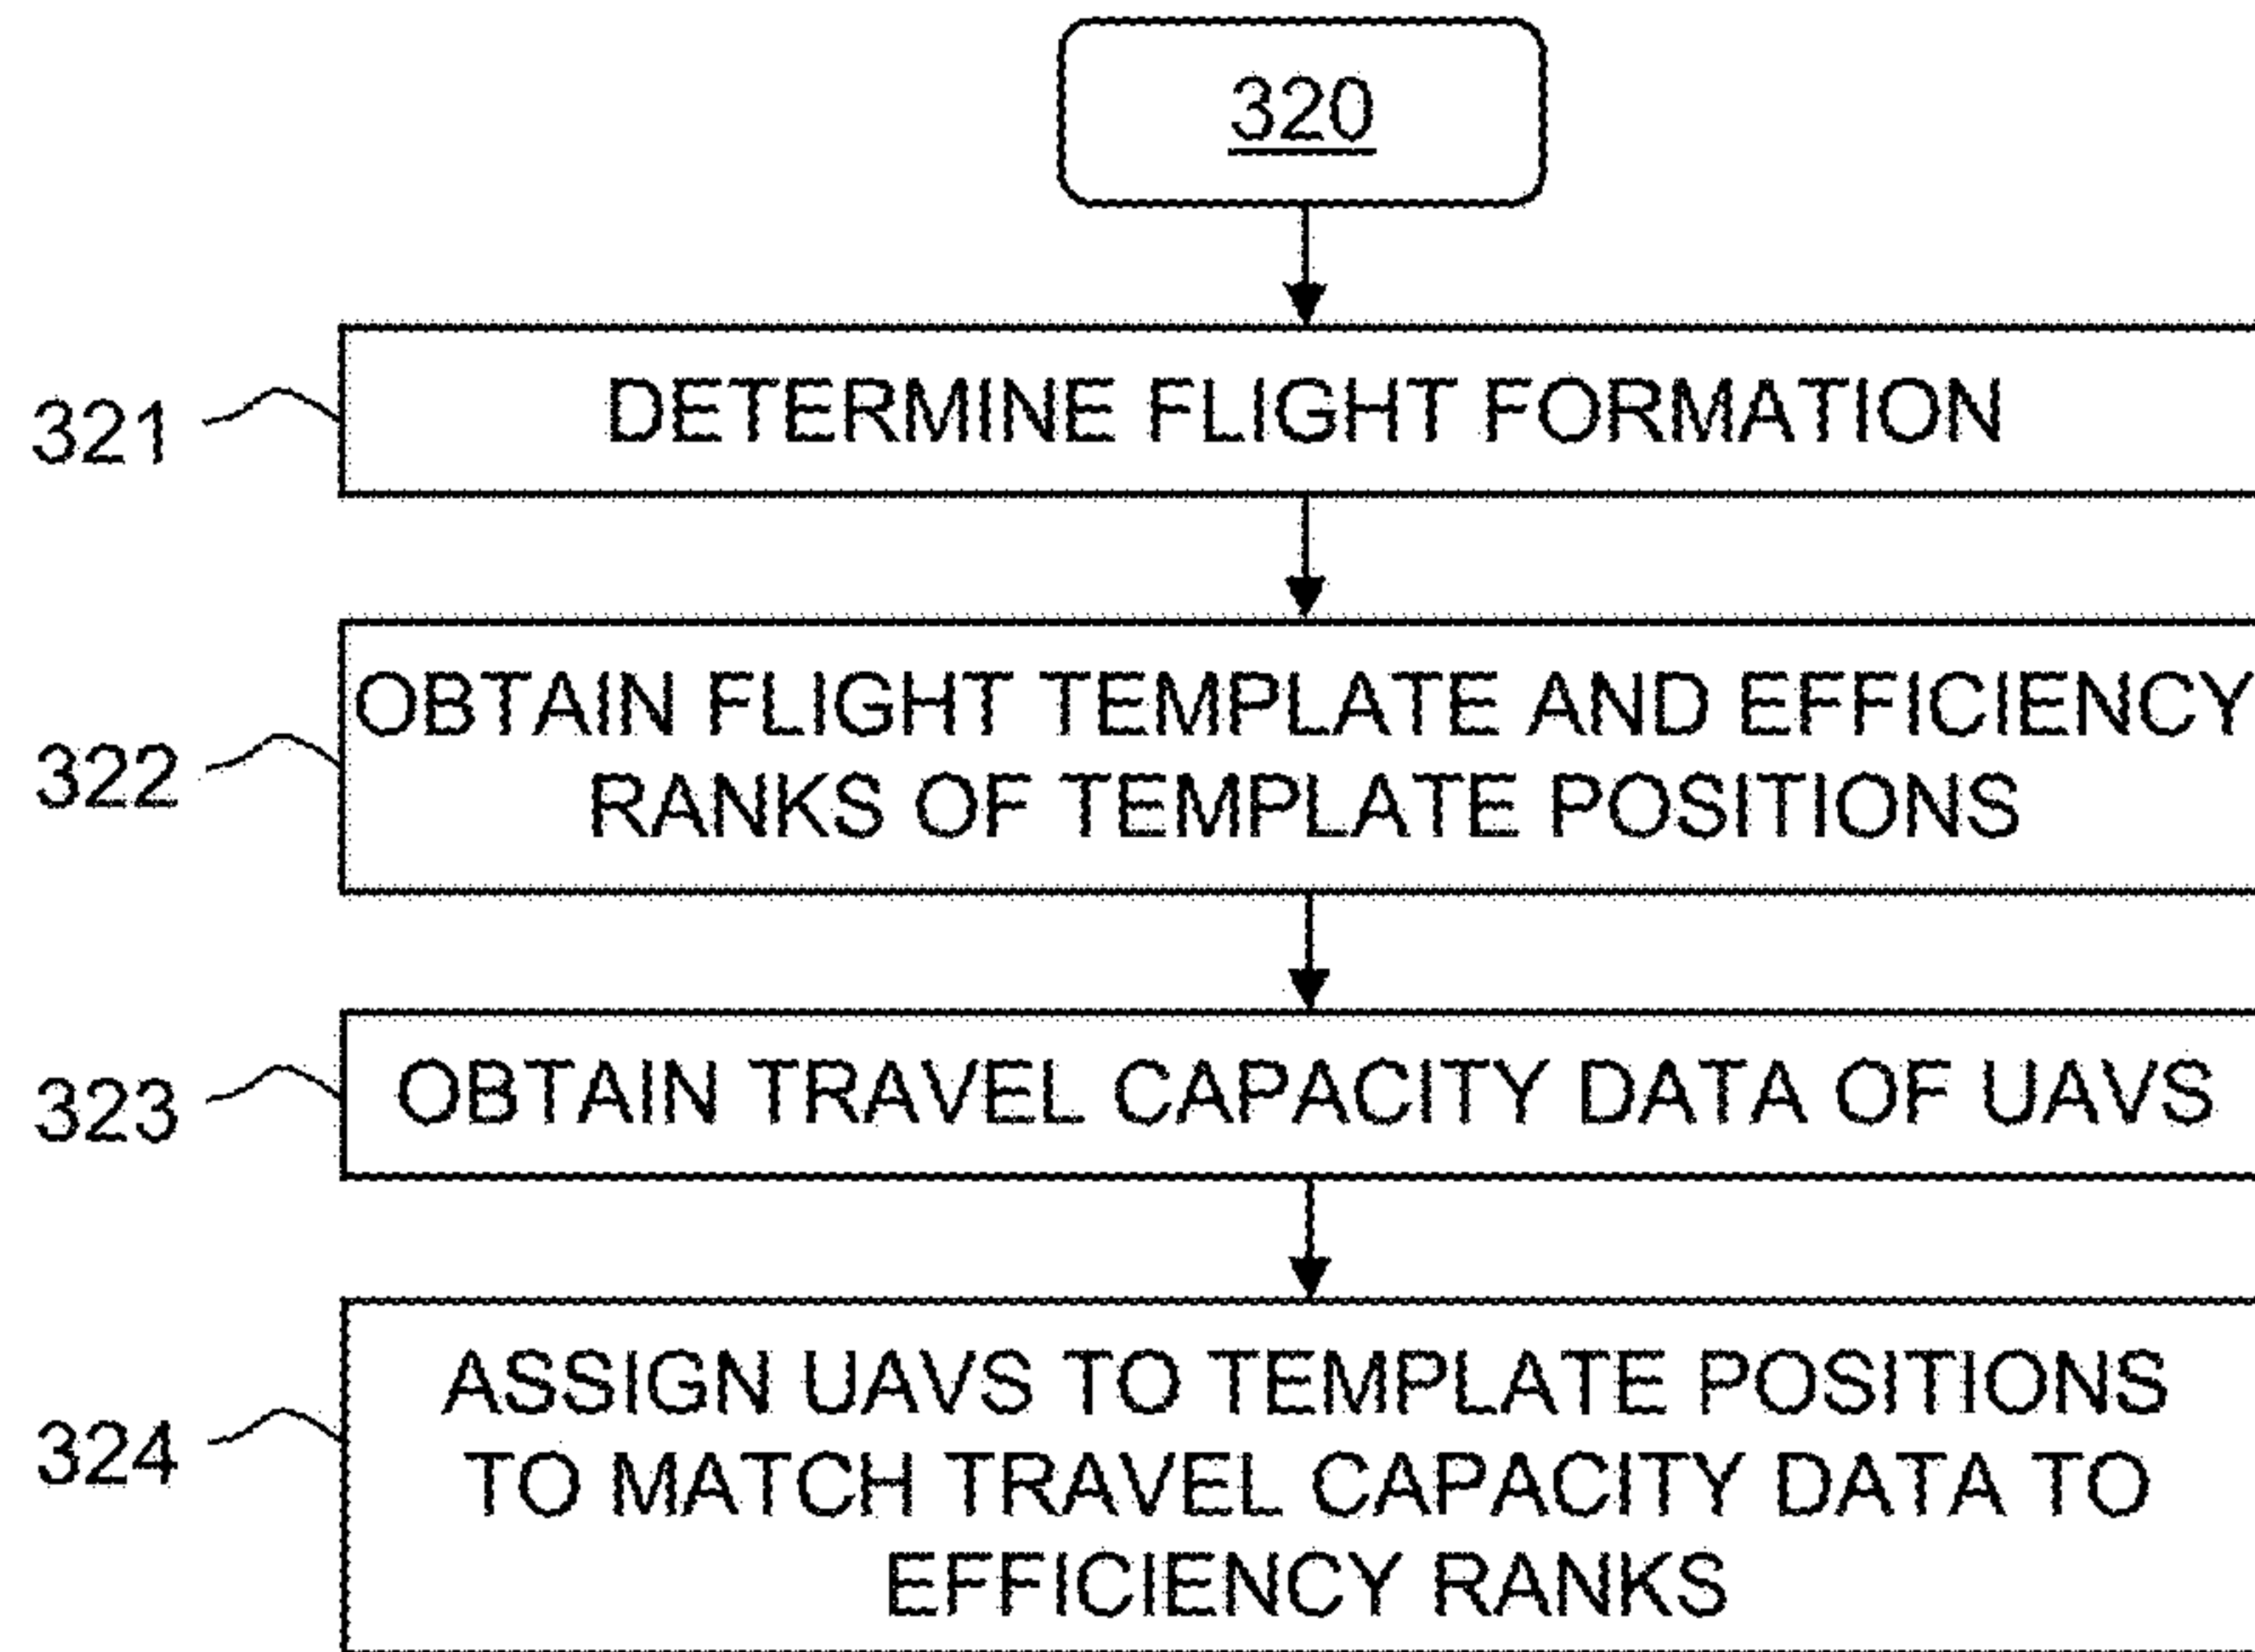 320
321
DETERMINE FLIGHT FORMATION
322
OBTAIN FLIGHT TEMPLATE AND EFFICIENCY
RANKS OF TEMPLATE POSITIONS
323
OBTAIN TRAVEL CAPACITY DATA OF UAVS
324
ASSIGN UAVS TO TEMPLATE POSITIONS
TO MATCH TRAVEL CAPACITY DATA TO
EFFICIENCY RANKS